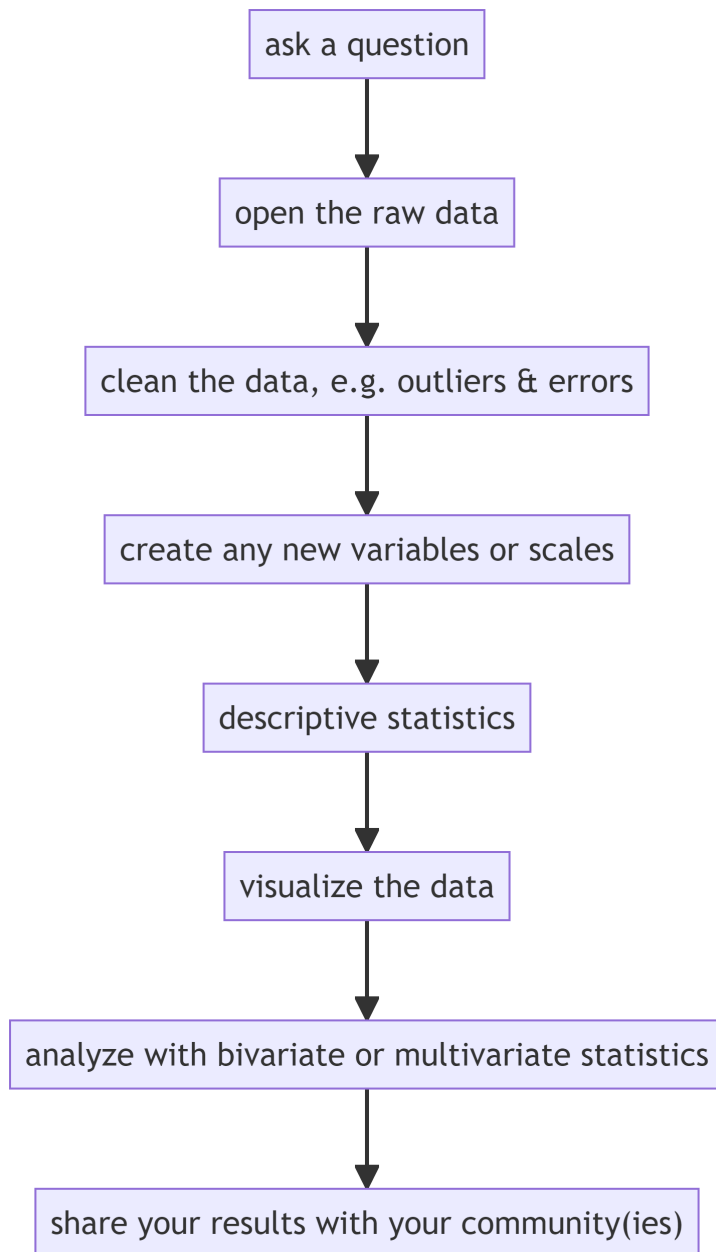 ask a question
open the raw data
clean the data, e.g. outliers & errors
create any new variables or scales
descriptive statistics
visualize the data
analyze with bivariate or multivariate statistics
share your results with your community(ies)